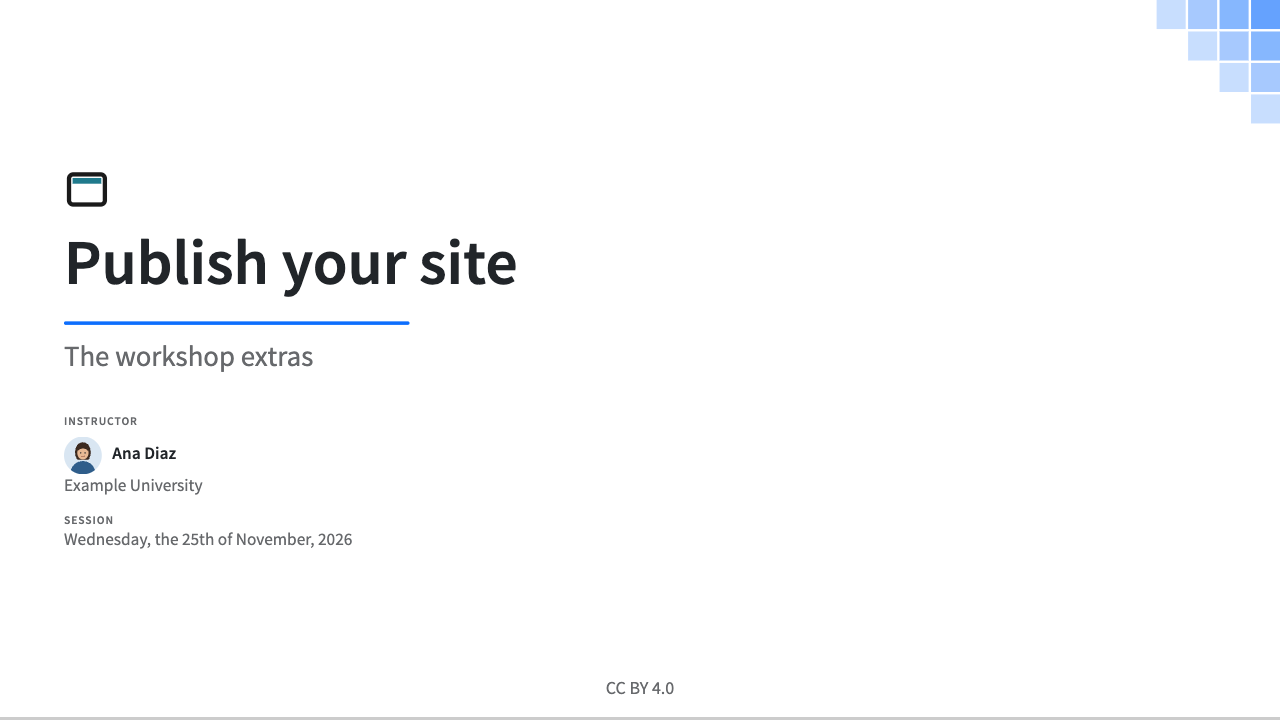 Publish your site
The workshop extras
INSTRUCTOR
Ana Diaz
Example University
SESSION
Wednesday, the 25th of November, 2026
CC BY 4.0